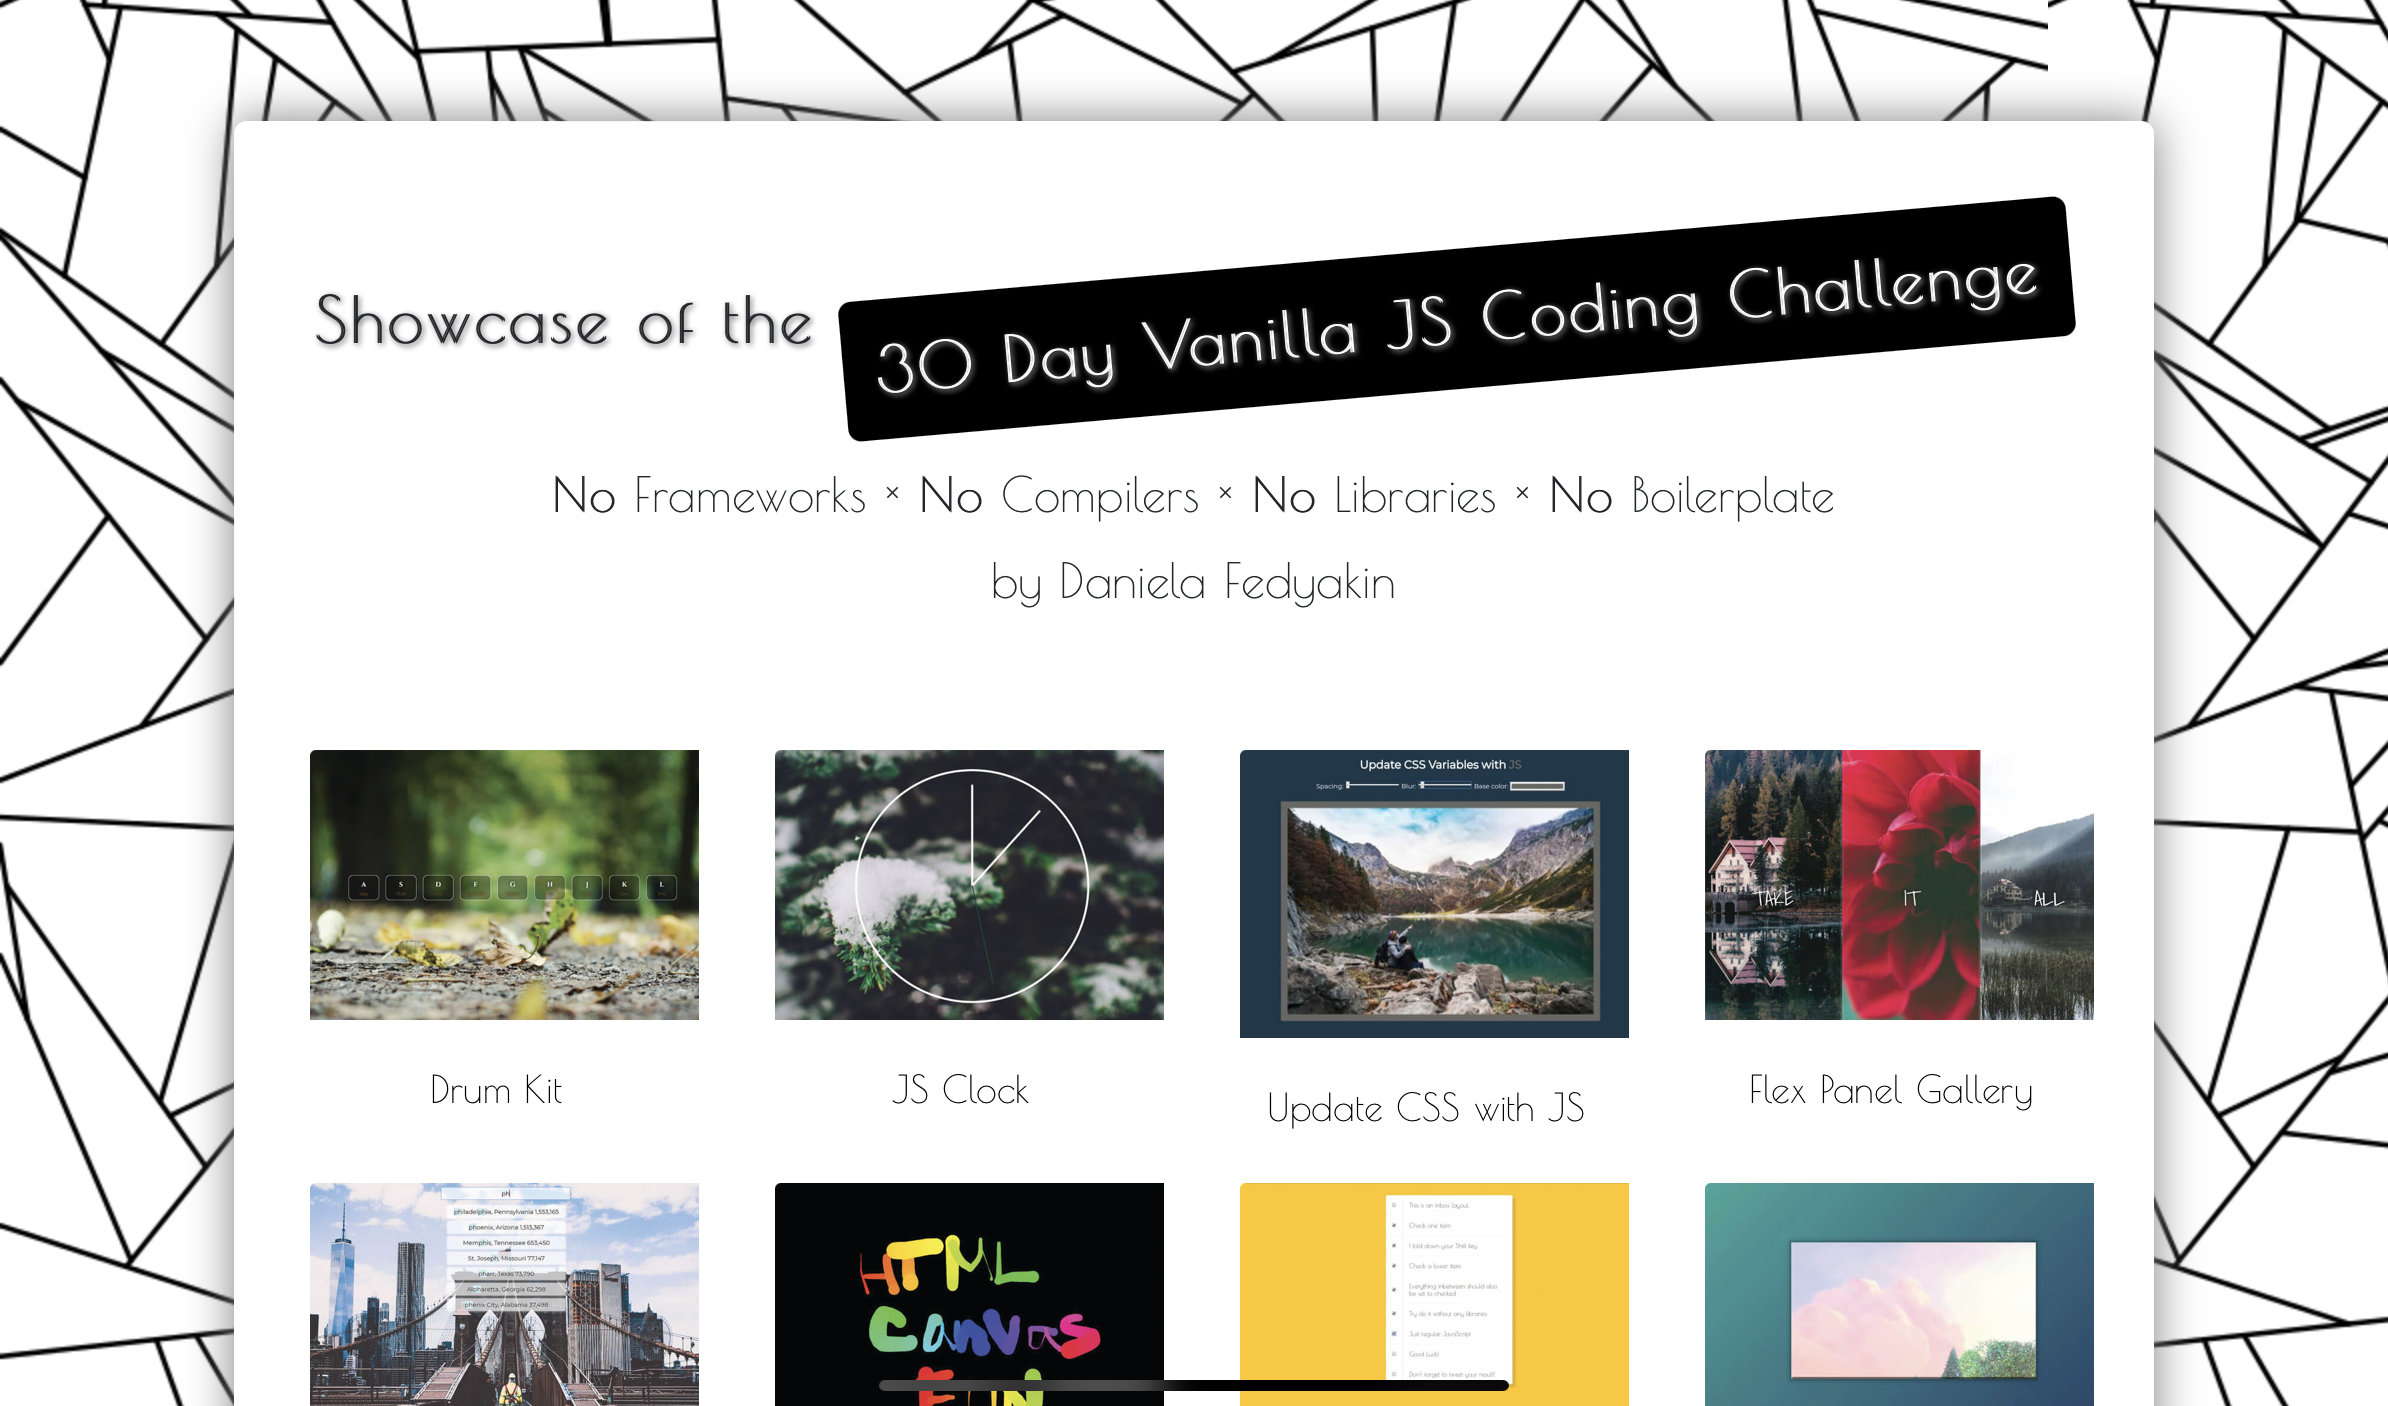 Showcase of the 30 Day Vanilla JS Coding Challenge
No Frameworks × No Compilers × No Libraries × No Boilerplate
by Daniela Fedyakin
A S D F G H J K L
Update CSS Variables with JS
Spacing: Blur: Base color:
TAKE IT ALL
Drum Kit
JS Clock
Update CSS with JS
Flex Panel Gallery
ph
philadelphia, Pennsylvania 1,553,165
phoenix, Arizona 1,513,367
Memphis, Tennessee 653,450
St. Joseph, Missouri 77,147
pharr, Texas 73,790
Alpharetta, Georgia 62,298
phenix City, Alabama 37,498
HTML
Canvas
This is an inbox layout.
Check one item
Hold down your Shift key
Check a lower item
Everything inbetween should also
be set to checked
Try do it without any libraries
Just regular JavaScript
Good Luck!
Don't forget to tweet your result!